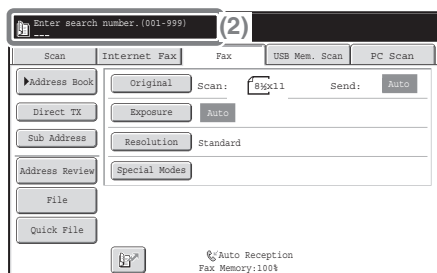 Enter search number.(001-999)
---
(2)
Scan
Internet Fax
Fax
USB Mem. Scan
PC Scan
Address Book
Original
Scan:
8½x11
Send:
Auto
Direct TX
Exposure
Auto
Sub Address
Resolution
Standard
Address Review
Special Modes
File
Quick File
Auto Reception
Fax Memory:100%